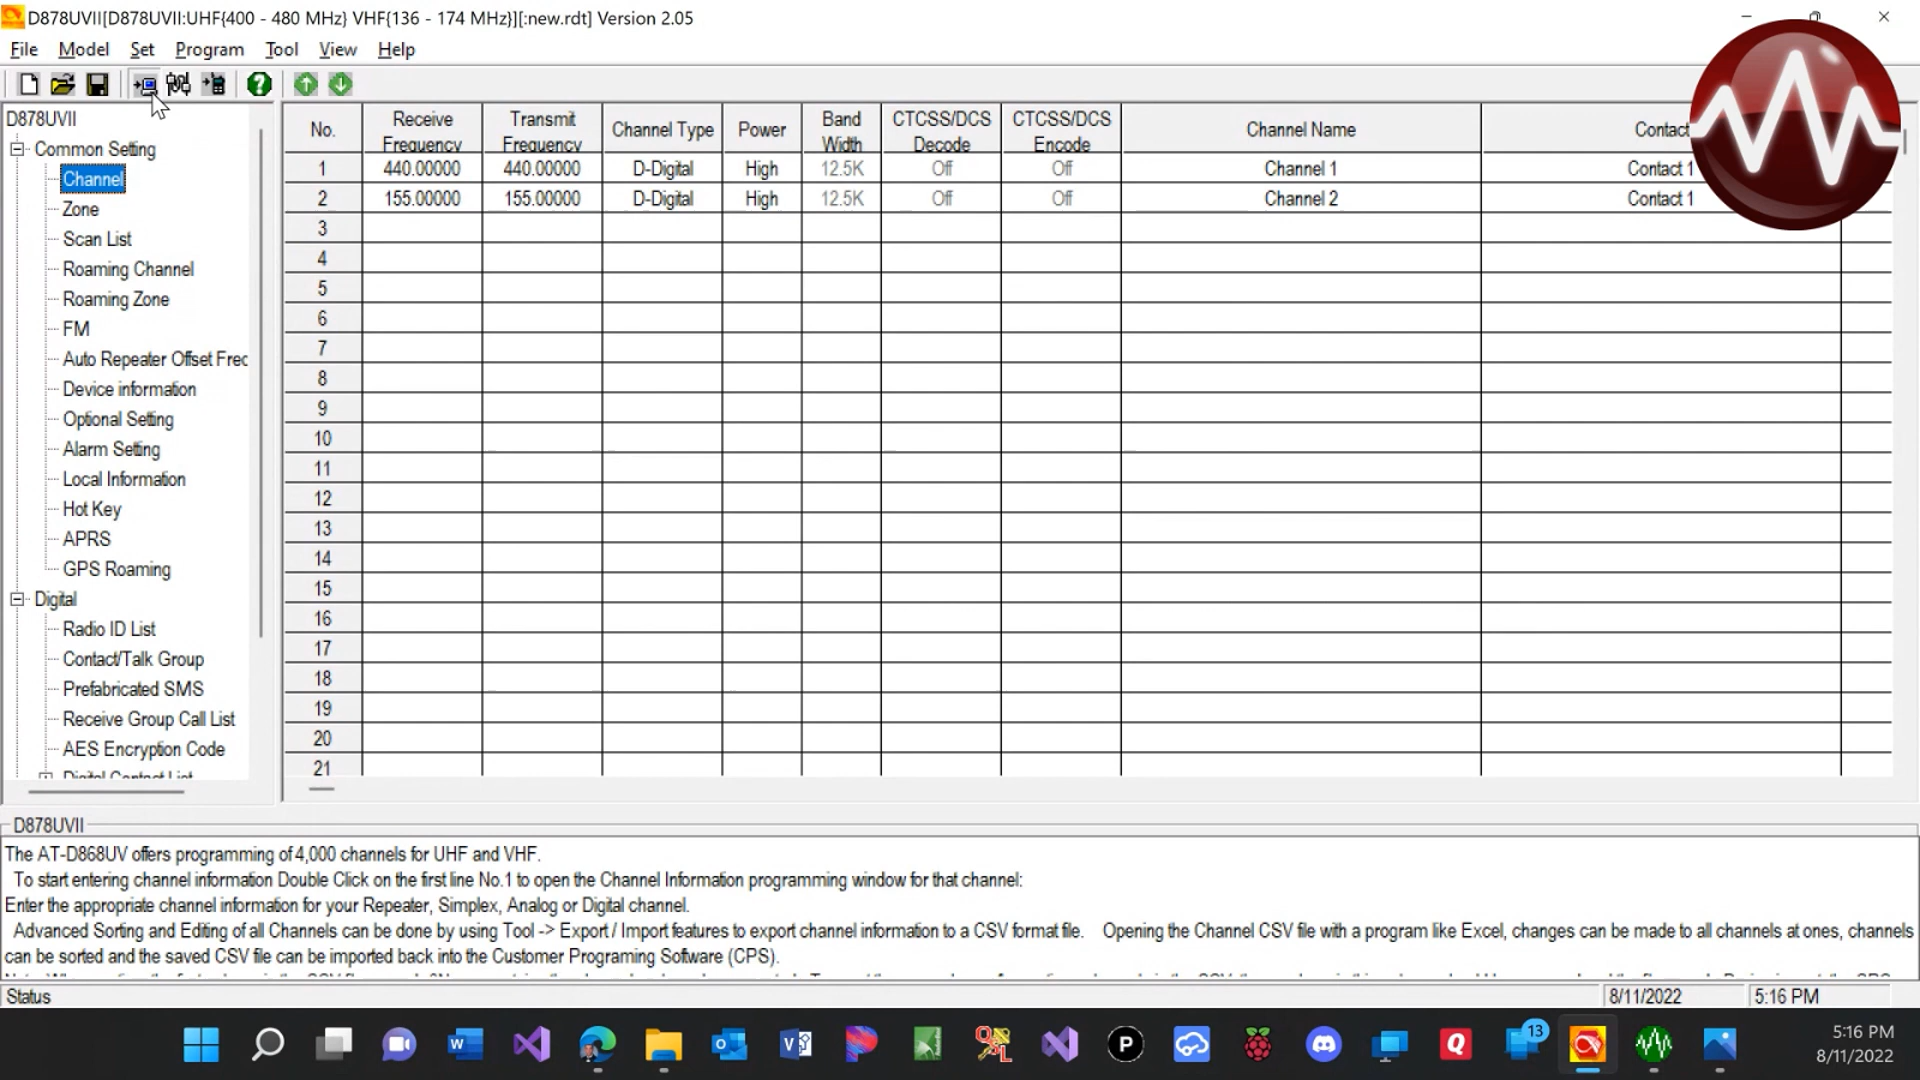 D878UVII[D878UVII:UHF{400 - 480 MHz} VHF{136 - 174 MHz}][:new.rdt] Version 2.05
File Model Set Program Tool View Help
D878UVII
Common Setting
Channel
Zone
Scan List
Roaming Channel
Roaming Zone
FM
Auto Repeater Offset Frec
Device information
Optional Setting
Alarm Setting
Local Information
Hot Key
APRS
GPS Roaming
Digital
Radio ID List
Contact/Talk Group
Prefabricated SMS
Receive Group Call List
AES Encryption Code
Digital Contact List
No. Receive Frequency Transmit Frequency Channel Type Power Band Width CTCSS/DCS Decode CTCSS/DCS Encode Channel Name Contact
1 440.00000 440.00000 D-Digital High 12.5K Off Off Channel 1 Contact 1
2 155.00000 155.00000 D-Digital High 12.5K Off Off Channel 2 Contact 1
3
4
5
6
7
8
9
10
11
12
13
14
15
16
17
18
19
20
21
D878UVII
The AT-D868UV offers programming of 4,000 channels for UHF and VHF.
To start entering channel information Double Click on the first line No.1 to open the Channel Information programming window for that channel:
Enter the appropriate channel information for your Repeater, Simplex, Analog or Digital channel.
Advanced Sorting and Editing of all Channels can be done by using Tool -> Export / Import features to export channel information to a CSV format file. Opening the Channel CSV file with a program like Excel, changes can be made to all channels at ones, channels
can be sorted and the saved CSV file can be imported back into the Customer Programing Software (CPS).
Status 8/11/2022 5:16 PM
13
5:16 PM
8/11/2022